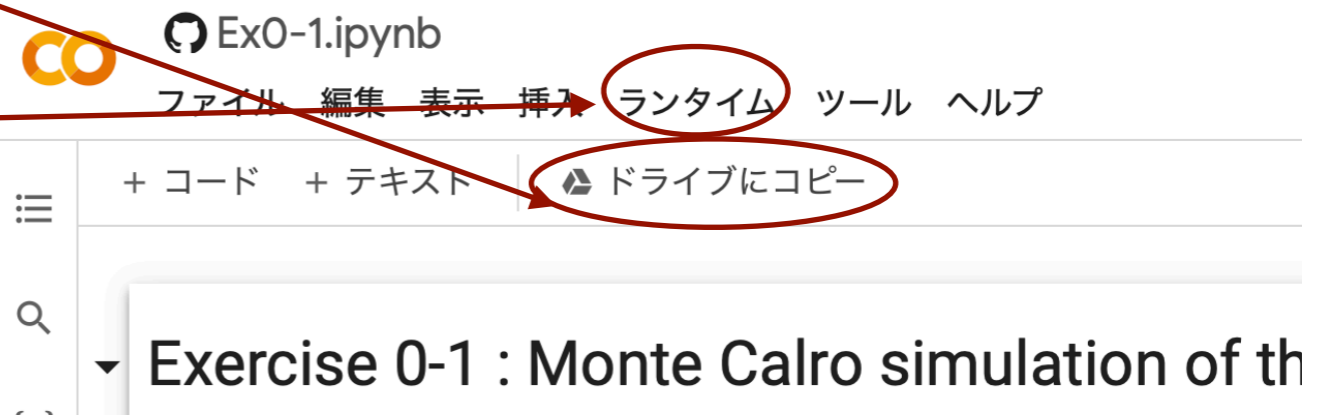 Ex0-1.ipynb
ファイル 編集 表示 挿入 ランタイム ツール ヘルプ
+ コード + テキスト ドライブにコピー
Exercise 0-1 : Monte Calro simulation of th